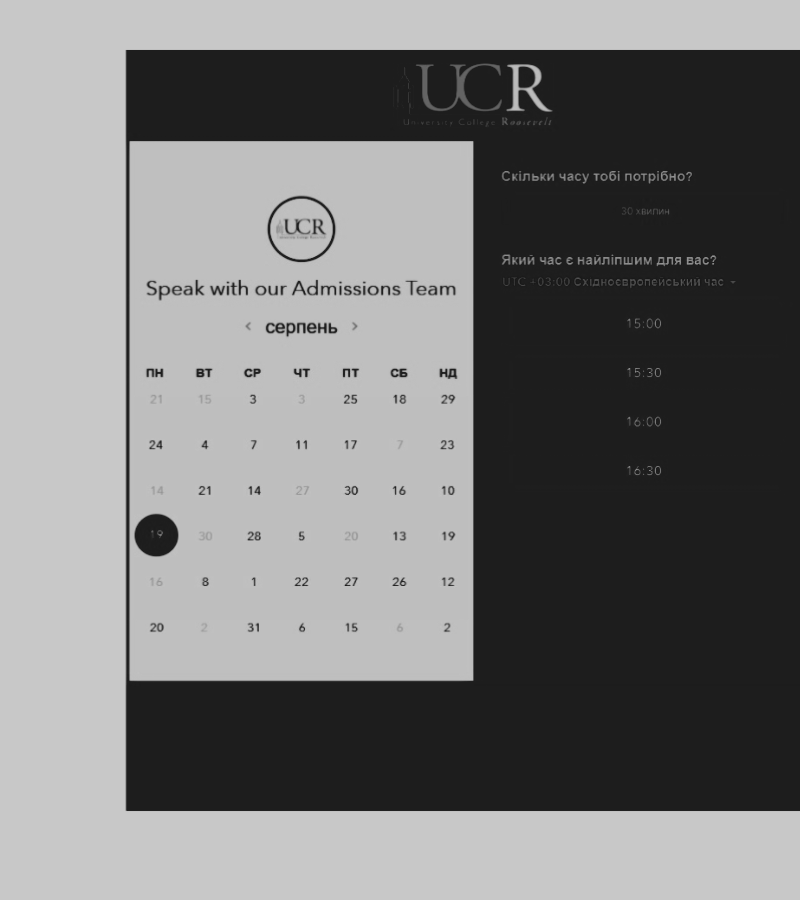 UCR
University College Roosevelt
UCR
Speak with our Admissions Team
< серпень >
ПН ВТ СР ЧТ ПТ СБ НД
21 15 3 3 25 18 29
24 4 7 11 17 7 23
14 21 14 27 30 16 10
19 30 28 5 20 13 19
16 8 1 22 27 26 12
20 2 31 6 15 6 2
Скільки часу тобі потрібно?
30 хвилин
Який час є найліпшим для вас?
UTC +03:00 Східноєвропейський час
15:00
15:30
16:00
16:30